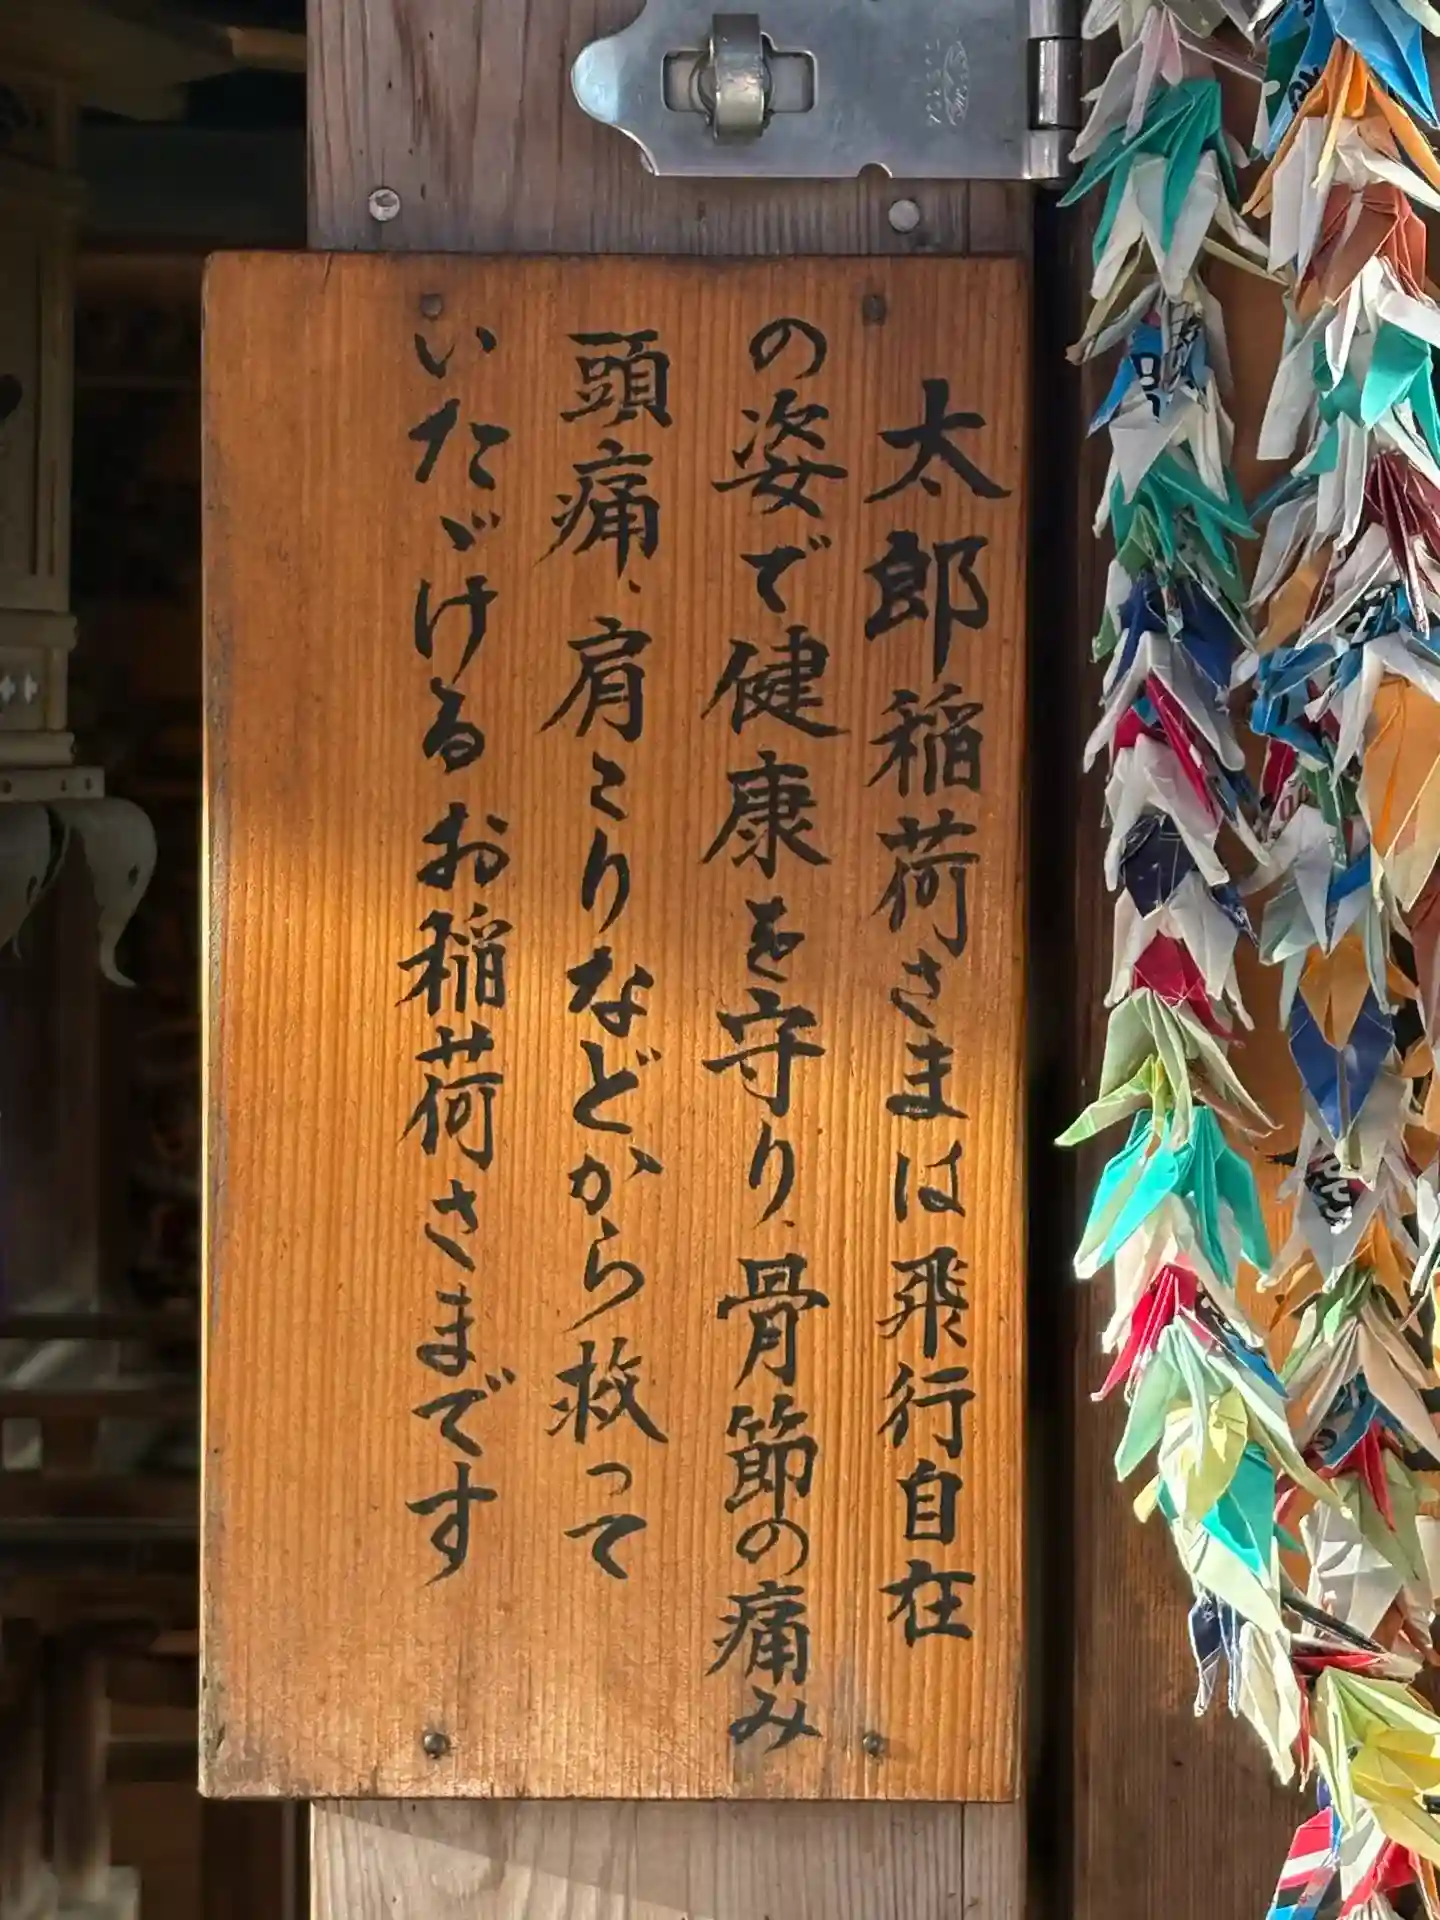 太郎稲荷さまは飛行自在
の姿で健康を守り、骨節の痛み
頭痛、肩こりなどから救って
いたゞけるお稲荷さまです